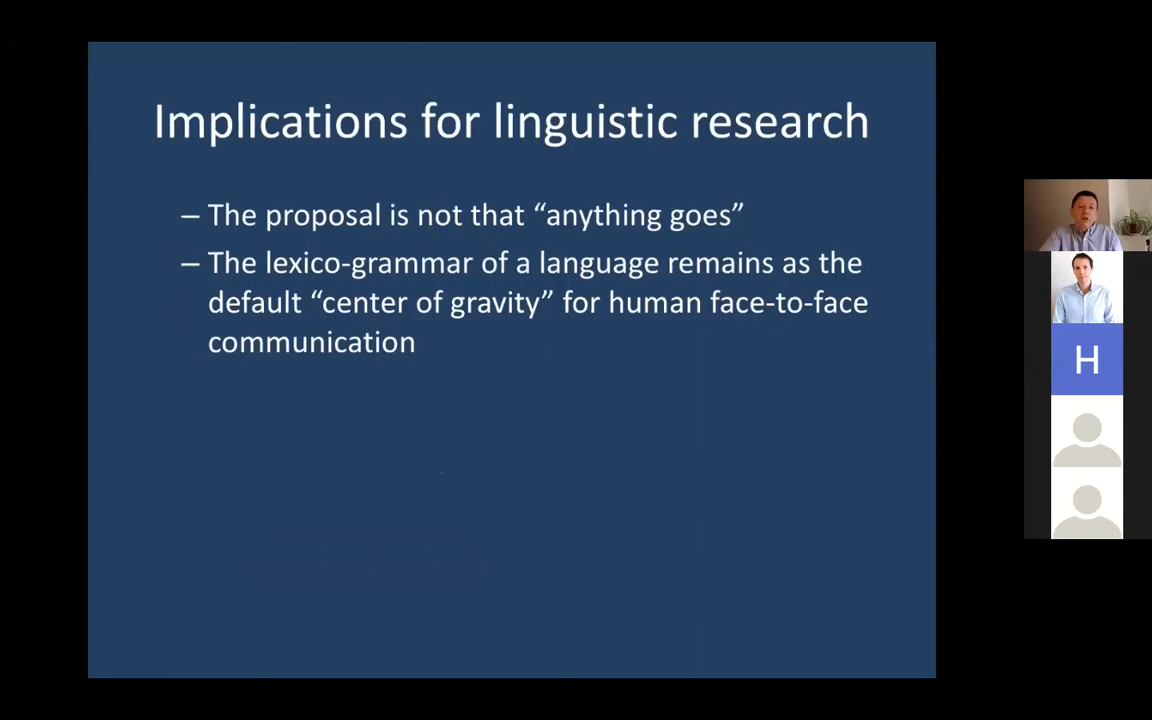 Implications for linguistic research
– The proposal is not that “anything goes”
– The lexico-grammar of a language remains as the
default “center of gravity” for human face-to-face
communication
H